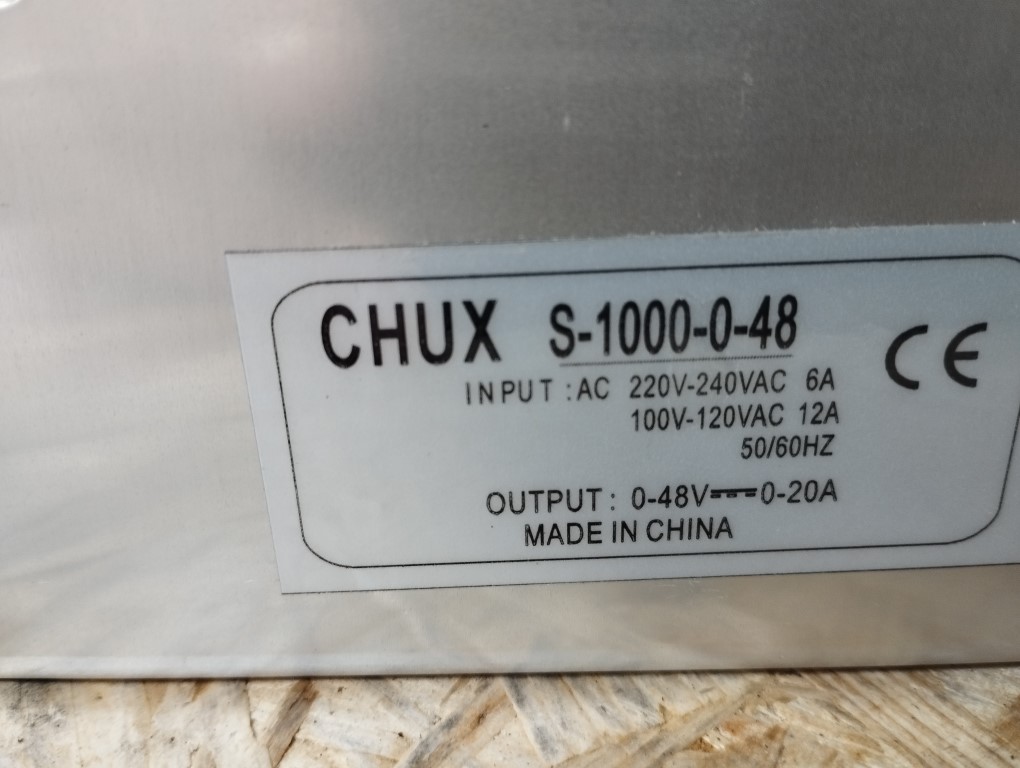 CHUX S-1000-0-48
CE
INPUT :AC 220V-240VAC 6A
100V-120VAC 12A
50/60HZ
OUTPUT : 0-48V⎓0-20A
MADE IN CHINA